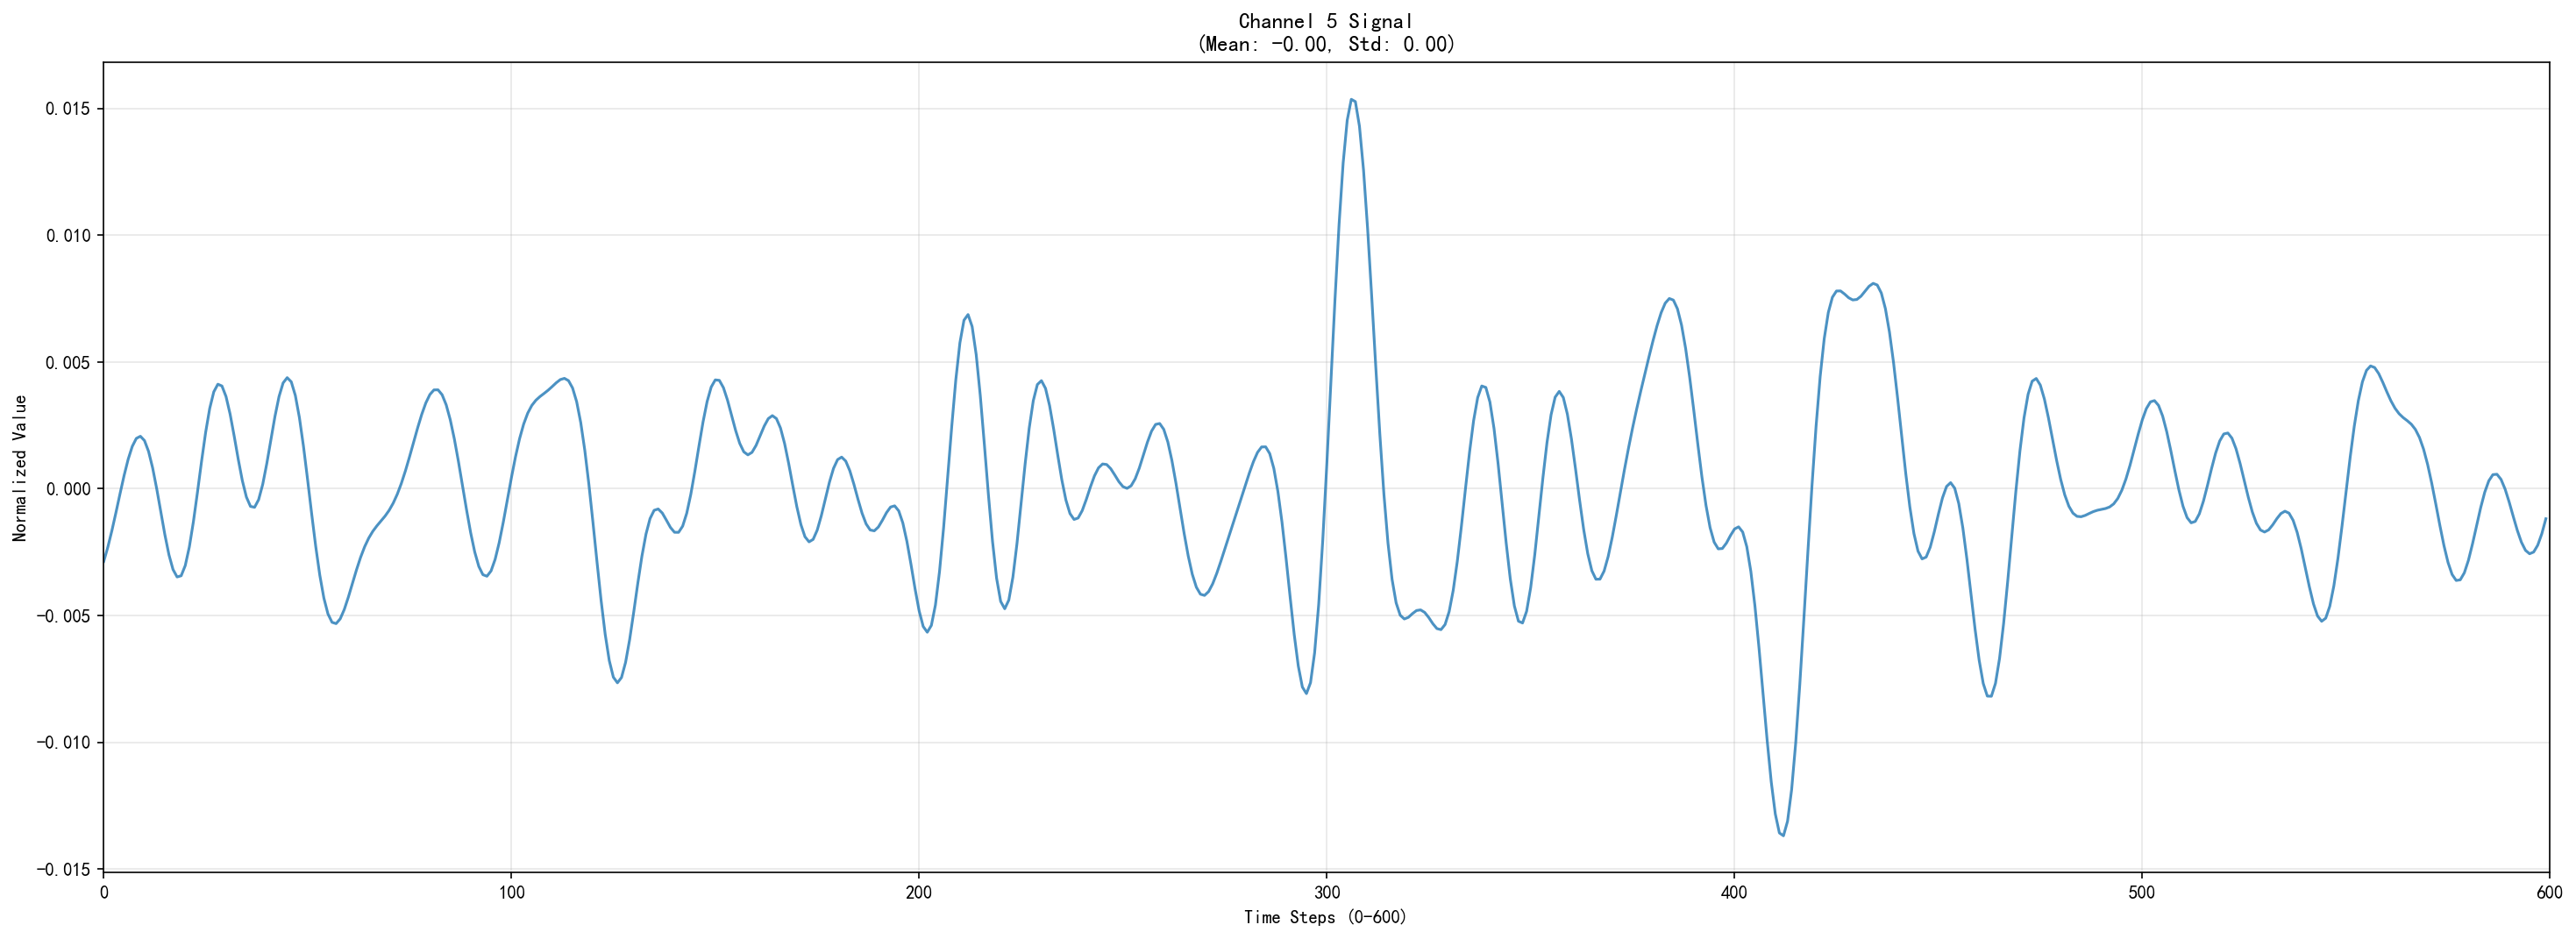 Channel 5 Signal
(Mean: -0.00, Std: 0.00)
Normalized Value
0.015
0.010
0.005
0.000
-0.005
-0.010
-0.015
0 100 200 300 400 500 600
Time Steps (0-600)